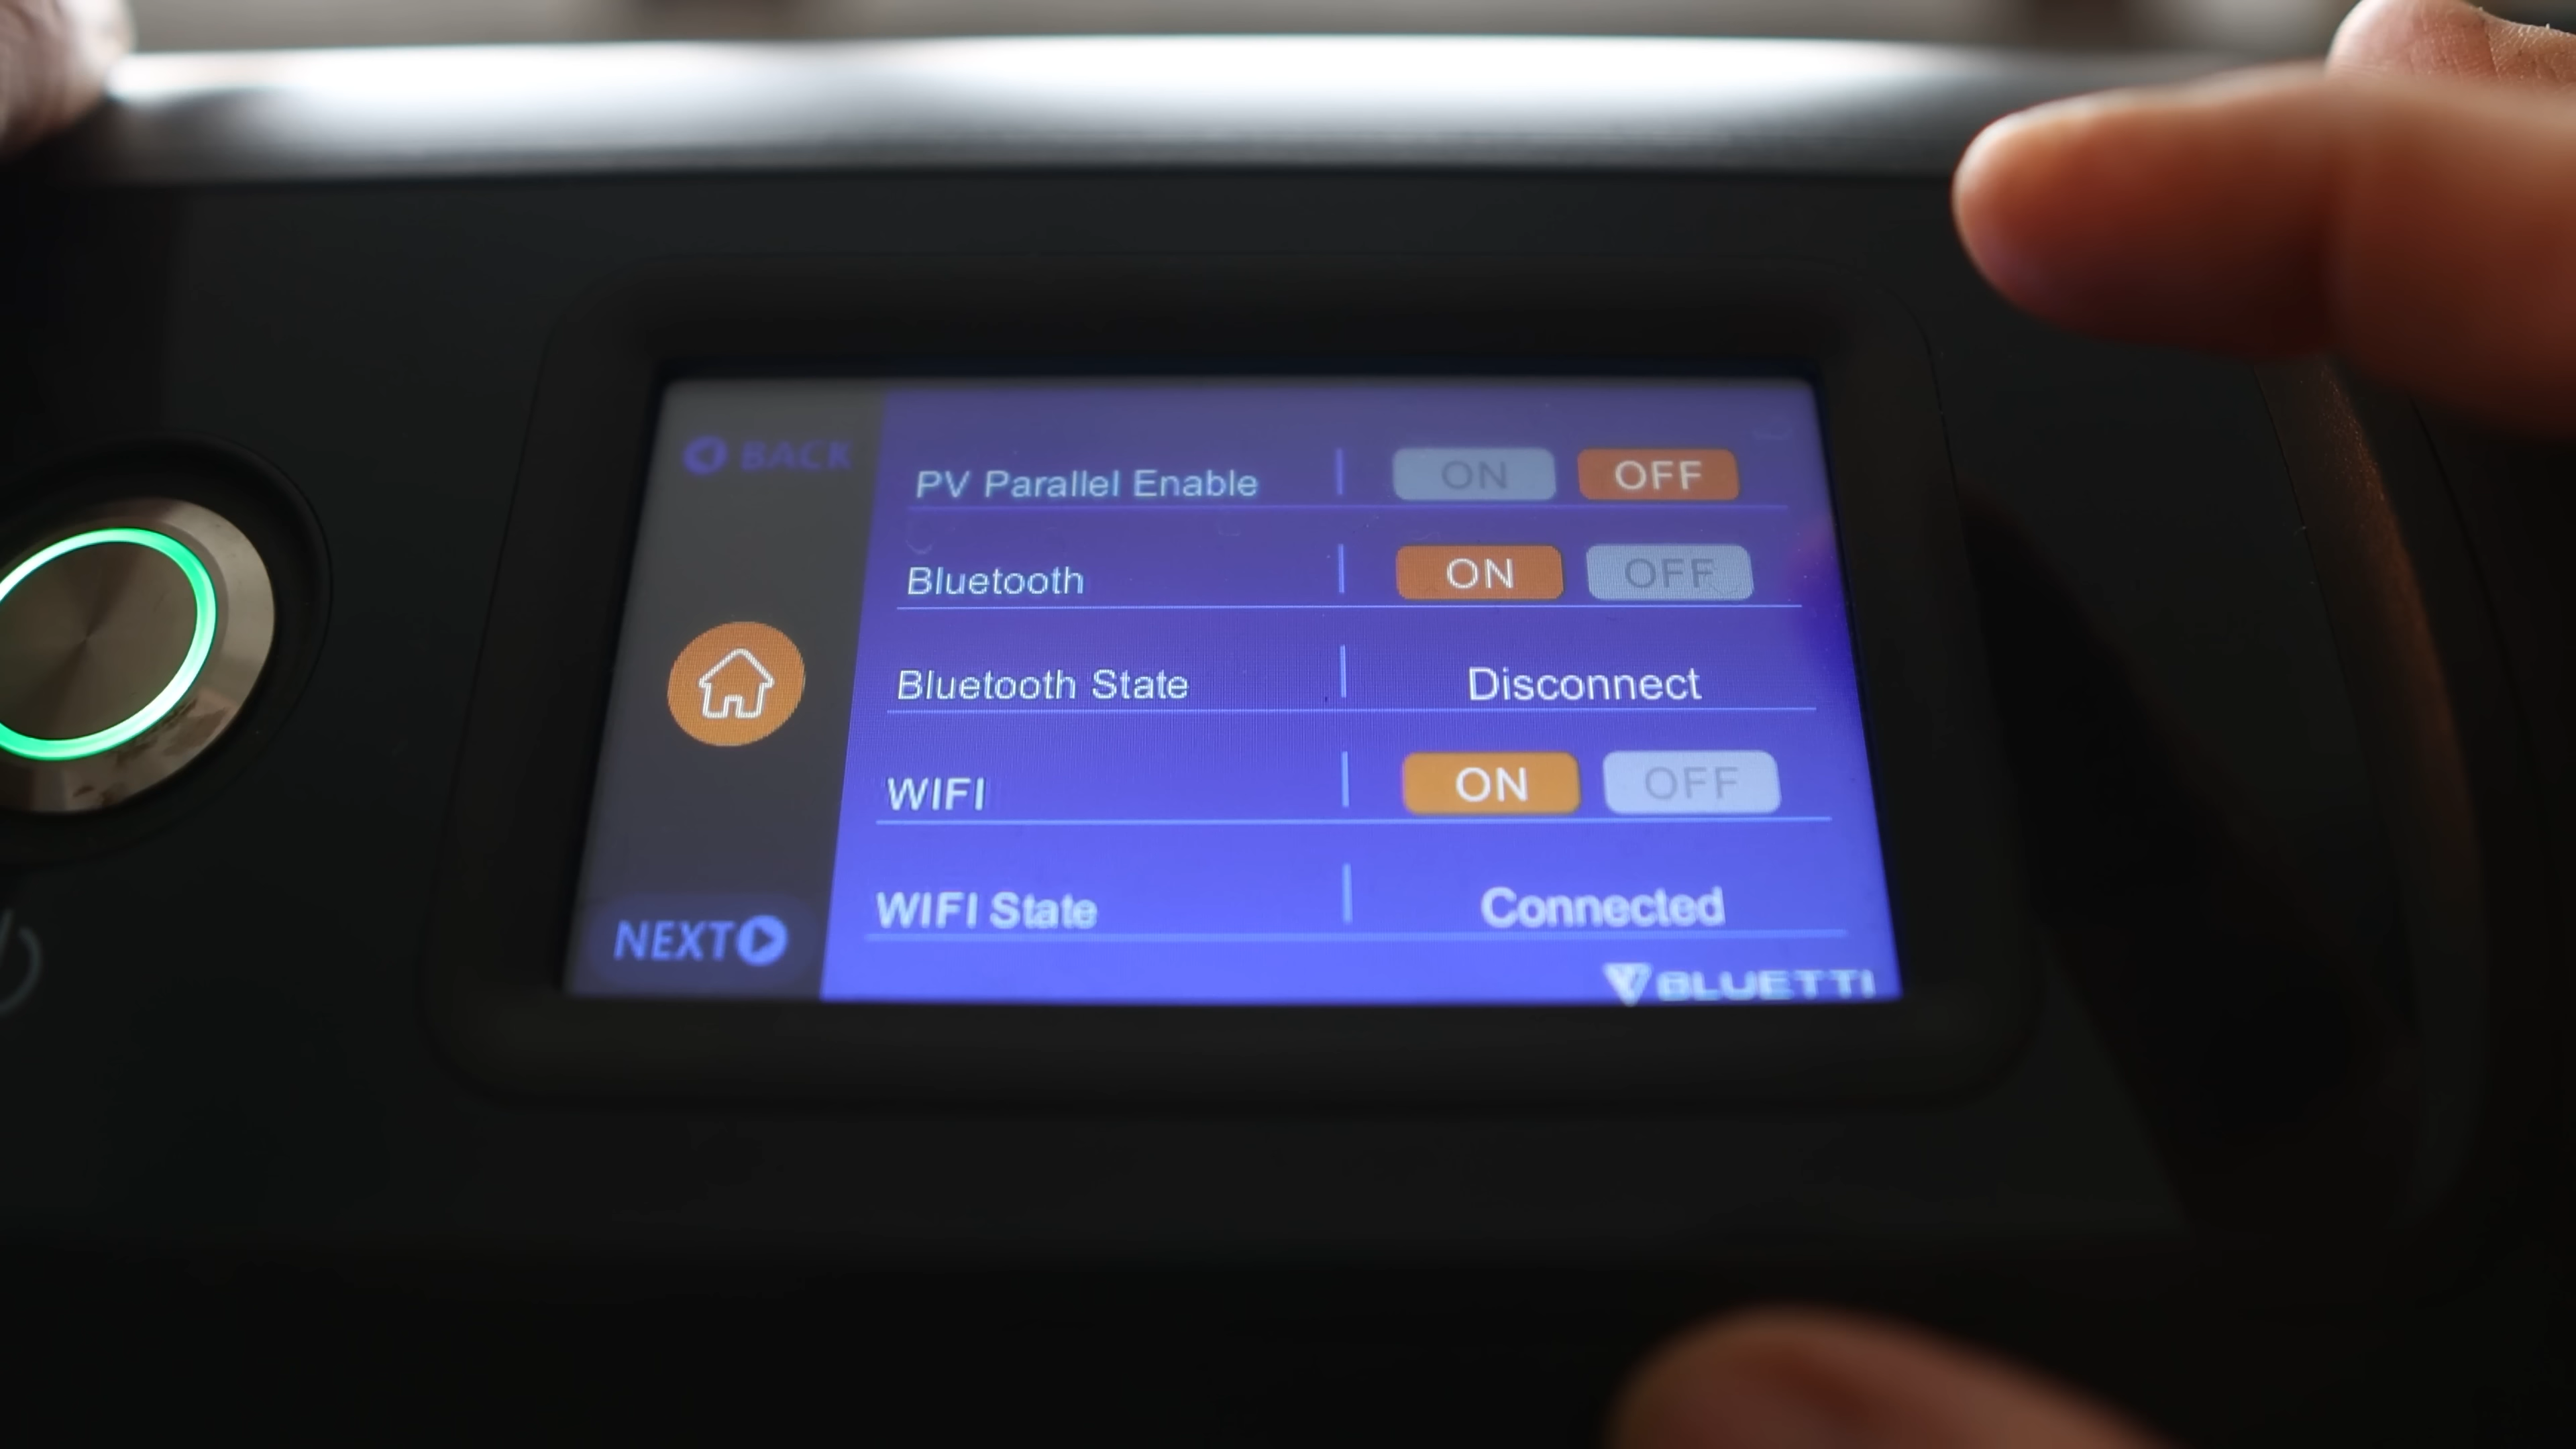 BACK
PV Parallel Enable ON OFF
Bluetooth ON OFF
Bluetooth State Disconnect
WIFI ON OFF
WIFI State Connected
NEXT
BLUETTI